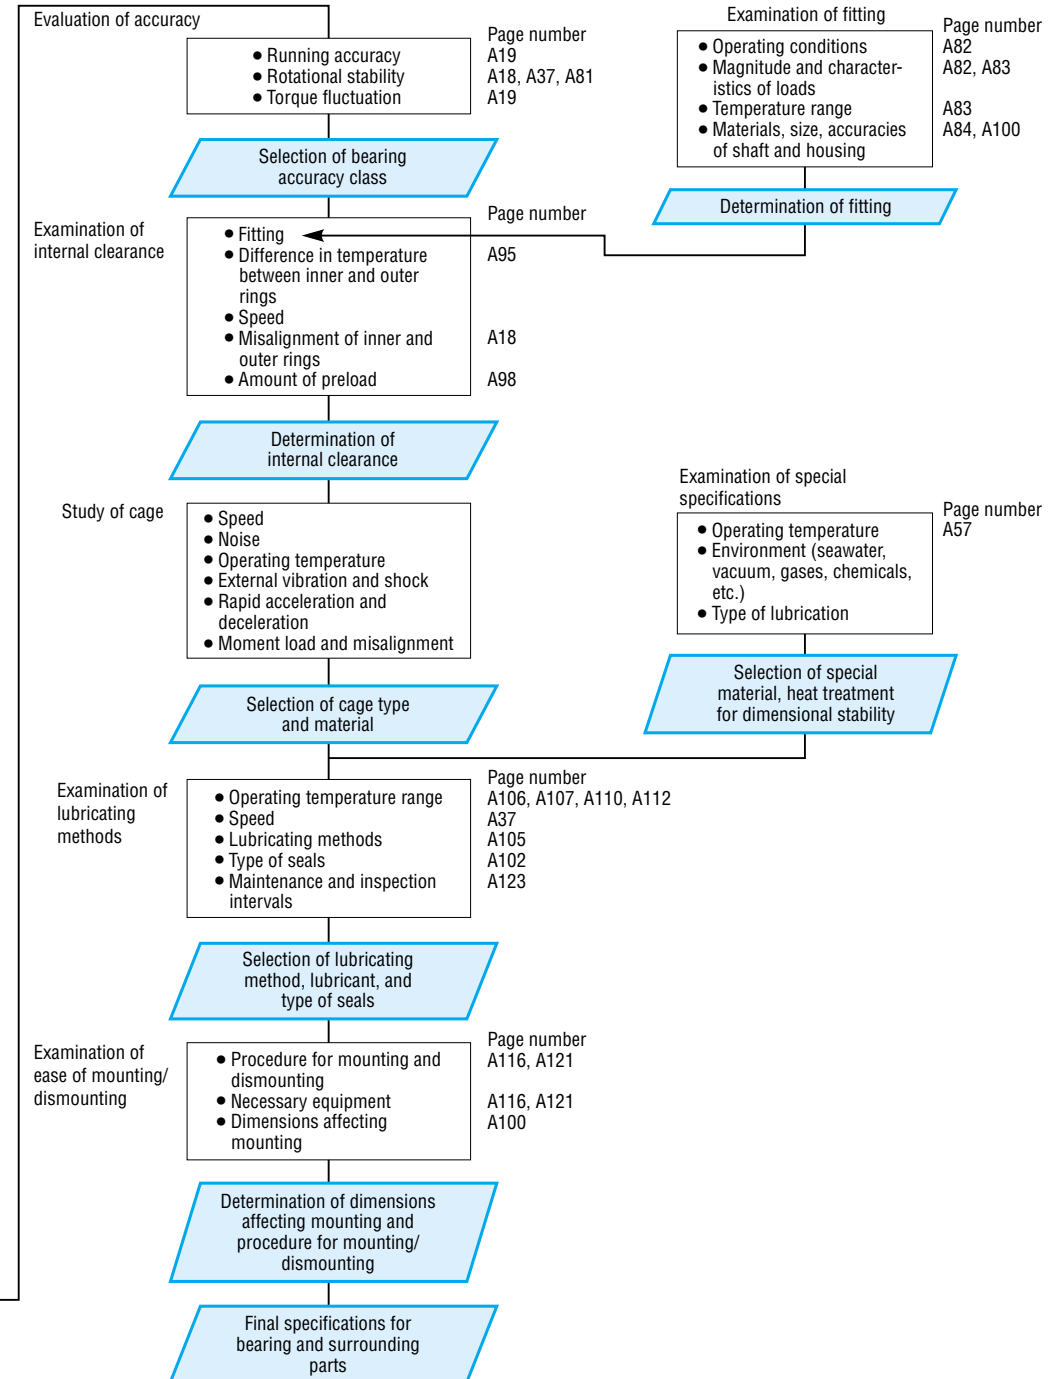 Evaluation of accuracy
Page number
● Running accuracy
A19
● Rotational stability
A18, A37, A81
● Torque fluctuation
A19
Selection of bearing
accuracy class
Examination of fitting
Page number
● Operating conditions
A82
● Magnitude and character-
A82, A83
istics of loads
● Temperature range
A83
● Materials, size, accuracies
A84, A100
of shaft and housing
Determination of fitting
Examination of
internal clearance
Page number
● Fitting
● Difference in temperature
A95
between inner and outer
rings
● Speed
● Misalignment of inner and
A18
outer rings
● Amount of preload
A98
Determination of
internal clearance
Study of cage
● Speed
● Noise
● Operating temperature
● External vibration and shock
● Rapid acceleration and
deceleration
● Moment load and misalignment
Selection of cage type
and material
Examination of special
specifications
Page number
● Operating temperature
A57
● Environment (seawater,
vacuum, gases, chemicals,
etc.)
● Type of lubrication
Selection of special
material, heat treatment
for dimensional stability
Examination of
lubricating
methods
Page number
● Operating temperature range
A106, A107, A110, A112
● Speed
A37
● Lubricating methods
A105
● Type of seals
A102
● Maintenance and inspection
A123
intervals
Selection of lubricating
method, lubricant, and
type of seals
Examination of
ease of mounting/
dismounting
Page number
● Procedure for mounting and
A116, A121
dismounting
● Necessary equipment
A116, A121
● Dimensions affecting
A100
mounting
Determination of dimensions
affecting mounting and
procedure for mounting/
dismounting
Final specifications for
bearing and surrounding
parts